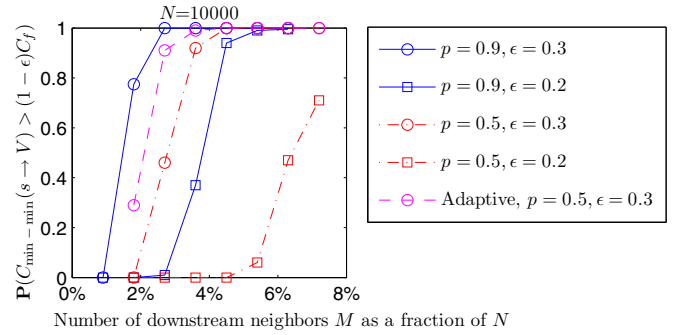 N=10000
P(C_{min−min}(s → V) > (1 − ϵ)C_f)
1
0.8
0.6
0.4
0.2
0
0% 2% 4% 6% 8%
Number of downstream neighbors M as a fraction of N
p = 0.9, ϵ = 0.3
p = 0.9, ϵ = 0.2
p = 0.5, ϵ = 0.3
p = 0.5, ϵ = 0.2
Adaptive, p = 0.5, ϵ = 0.3